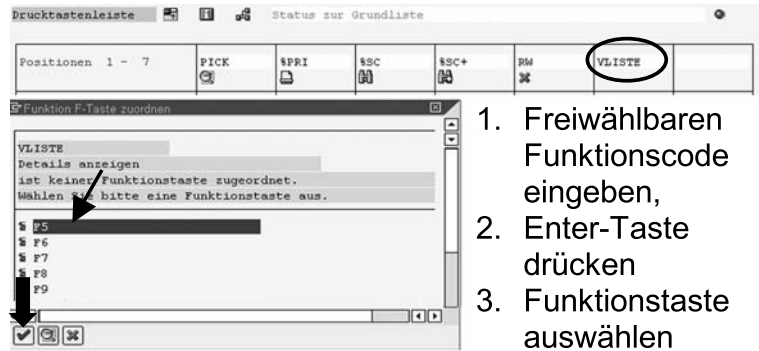 Drucktastenleiste Status zur Grundliste
Positionen 1 - 7 PICK %PRI %SC %SC+ RW VLISTE
Funktion F-Taste zuordnen
VLISTE
Details anzeigen
ist keiner Funktionstaste zugeordnet.
Wählen Sie bitte eine Funktionstaste aus.
F5
F6
F7
F8
F9
1. Freiwählbaren
Funktionscode
eingeben,
2. Enter-Taste
drücken
3. Funktionstaste
auswählen